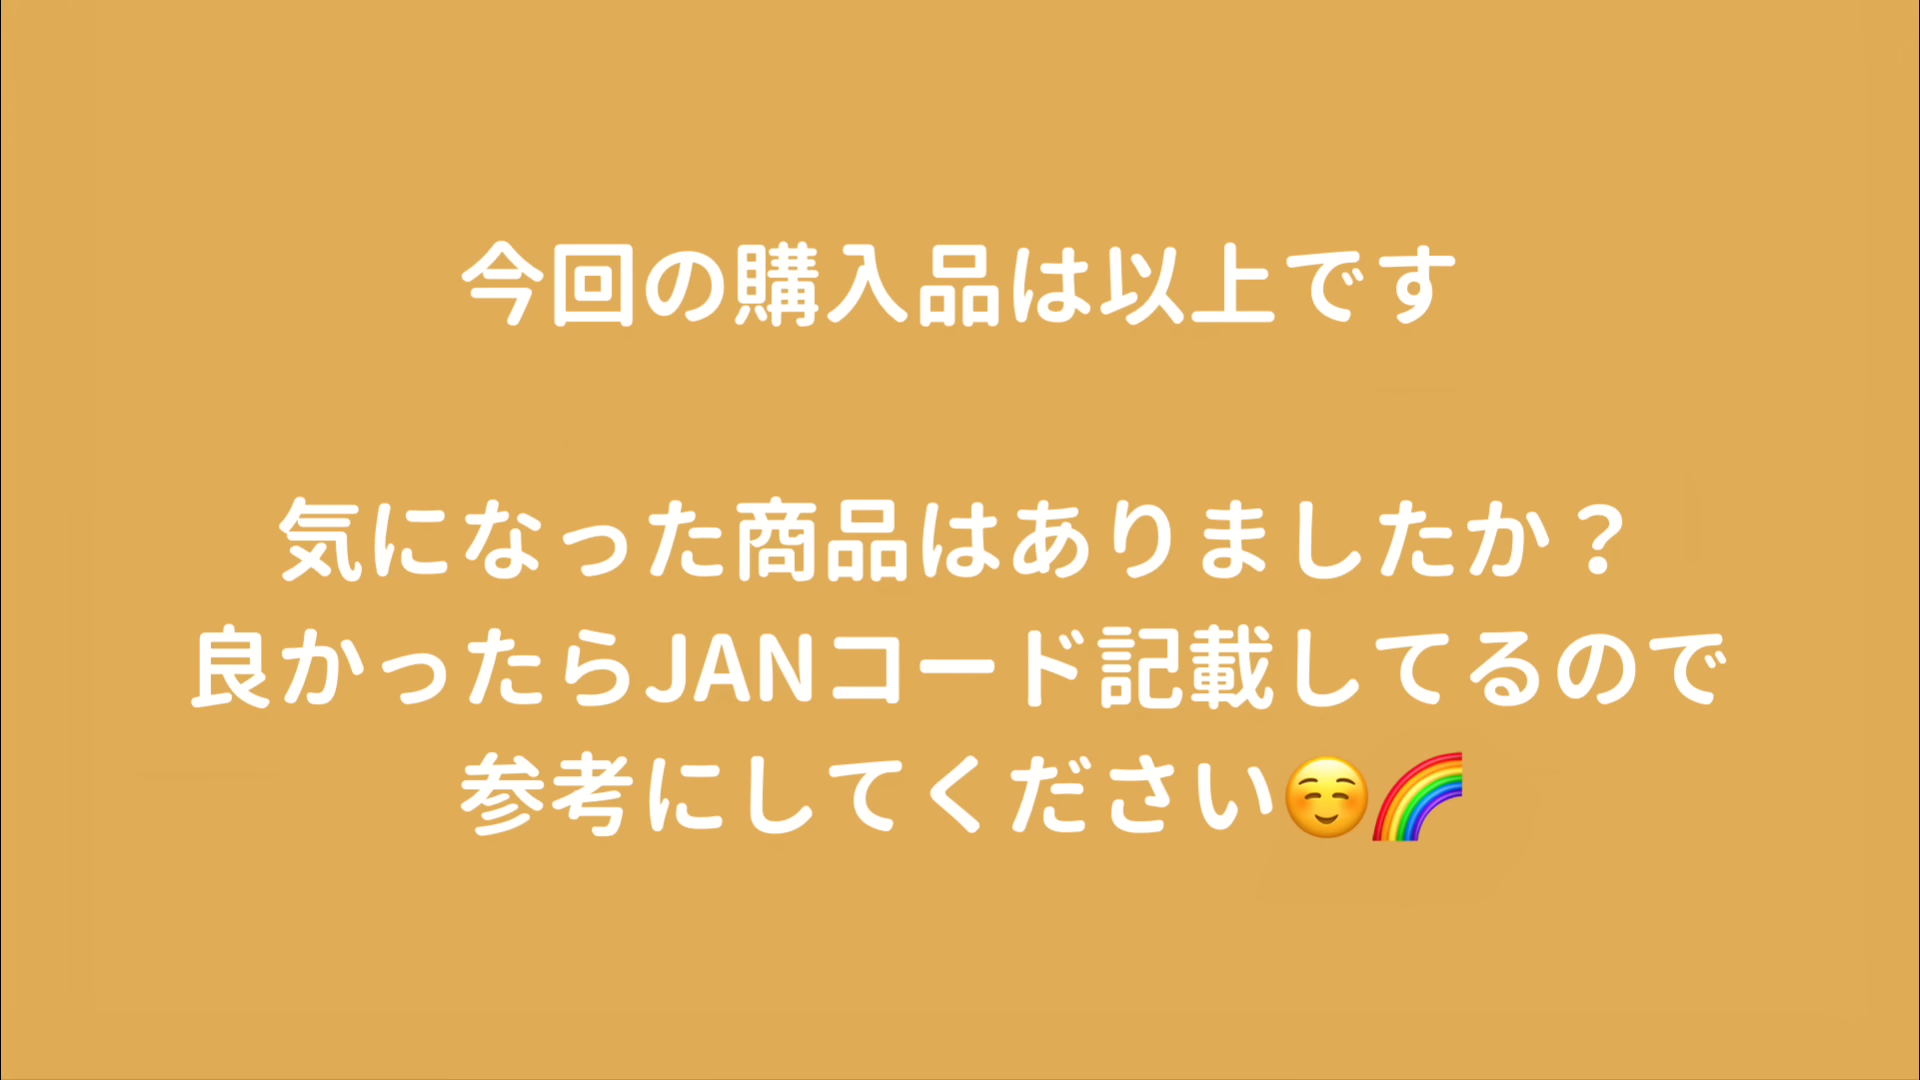 今回の購入品は以上です
気になった商品はありましたか？
良かったらJANコード記載してるので
参考にしてください☺️🌈